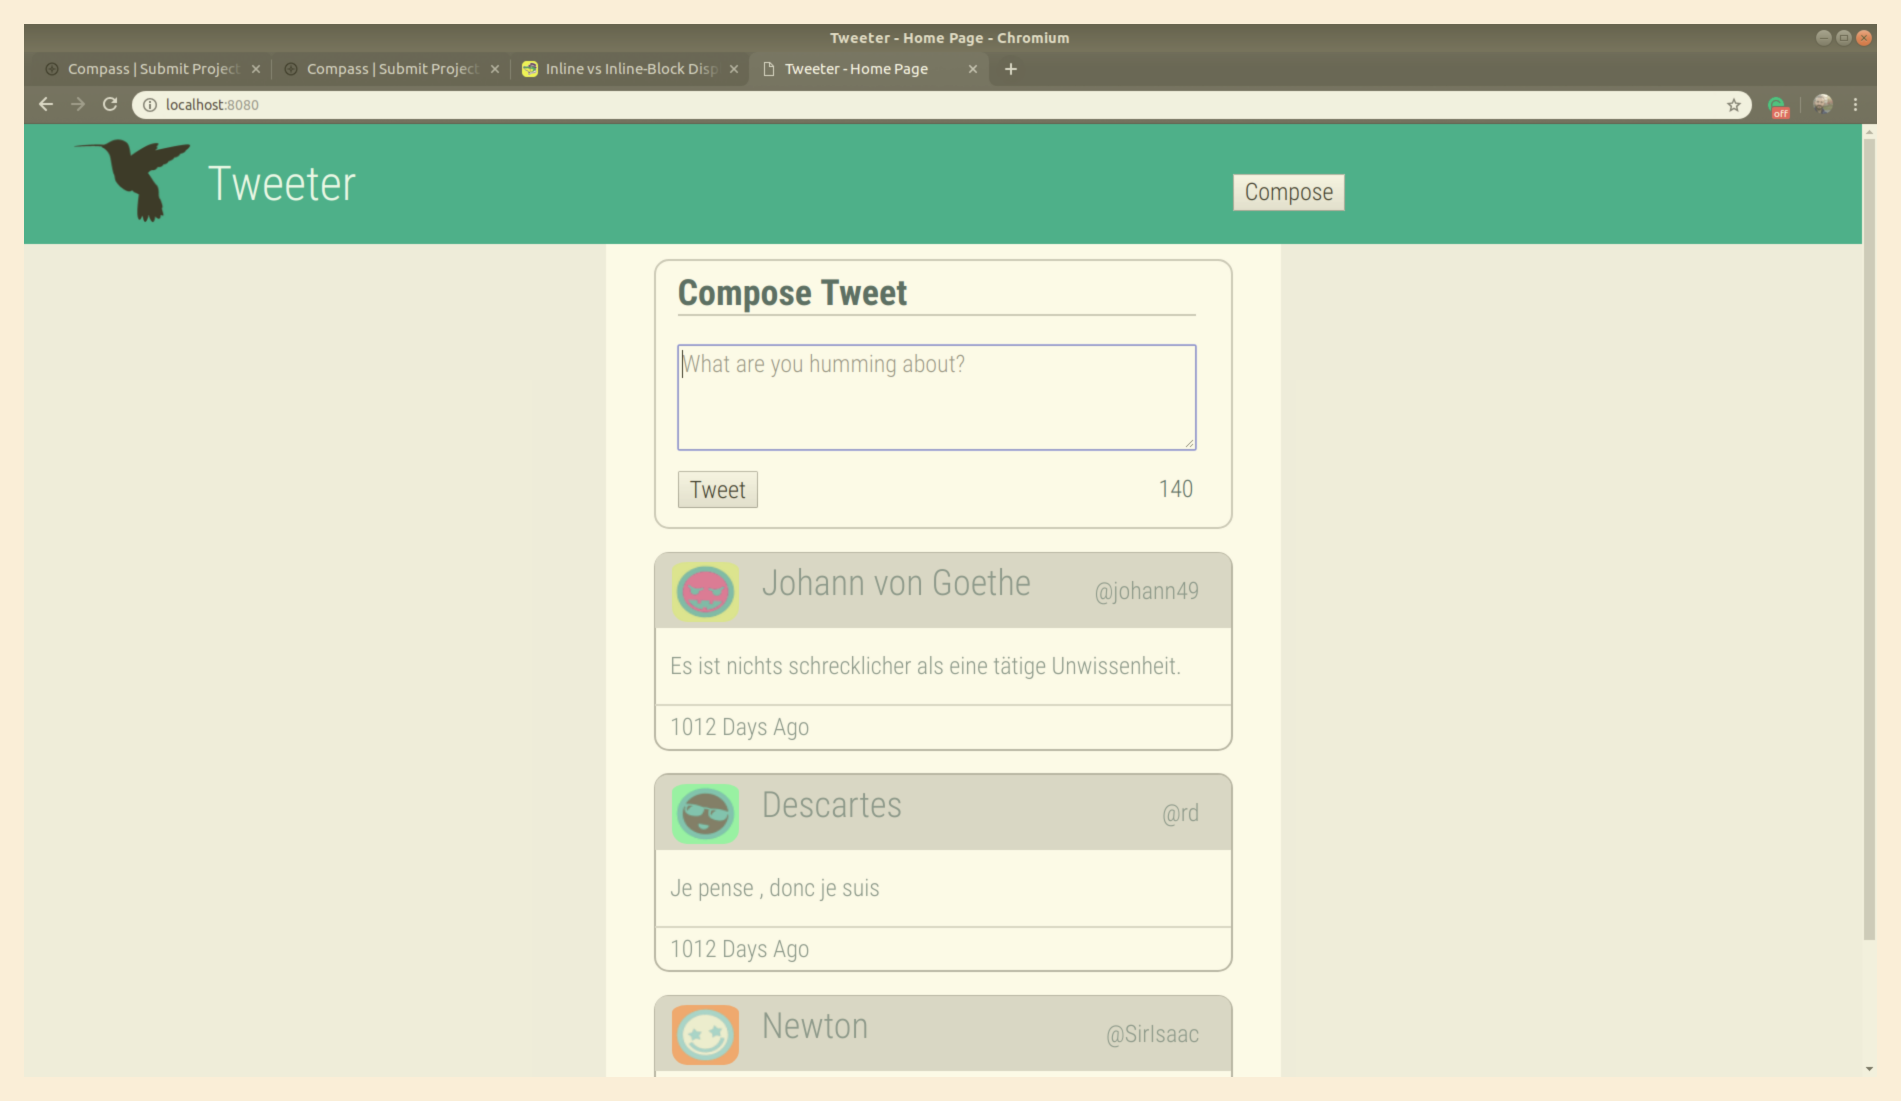 Tweeter - Home Page - Chromium
Compass | Submit Project
Compass | Submit Project
Inline vs Inline-Block Disp
Tweeter - Home Page
localhost:8080
off
Tweeter
Compose
Compose Tweet
What are you humming about?
Tweet
140
Johann von Goethe
@johann49
Es ist nichts schrecklicher als eine tätige Unwissenheit.
1012 Days Ago
Descartes
@rd
Je pense , donc je suis
1012 Days Ago
Newton
@SirIsaac